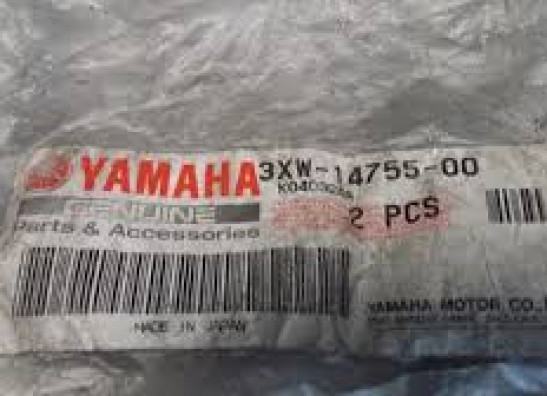 YAMAHA 3XW-14755-00
GENUINE
Parts & Accessories
2 PCS
MADE IN JAPAN
YAMAHA MOTOR CO.,